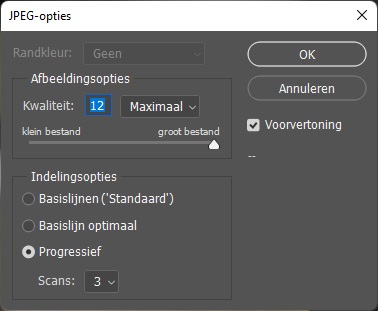 JPEG-opties
Randkleur: Geen
OK
Afbeeldingsopties
Annuleren
Kwaliteit: 12 Maximaal
Voorvertoning
klein bestand groot bestand
--
Indelingsopties
Basislijnen ('Standaard')
Basislijn optimaal
Progressief
Scans: 3